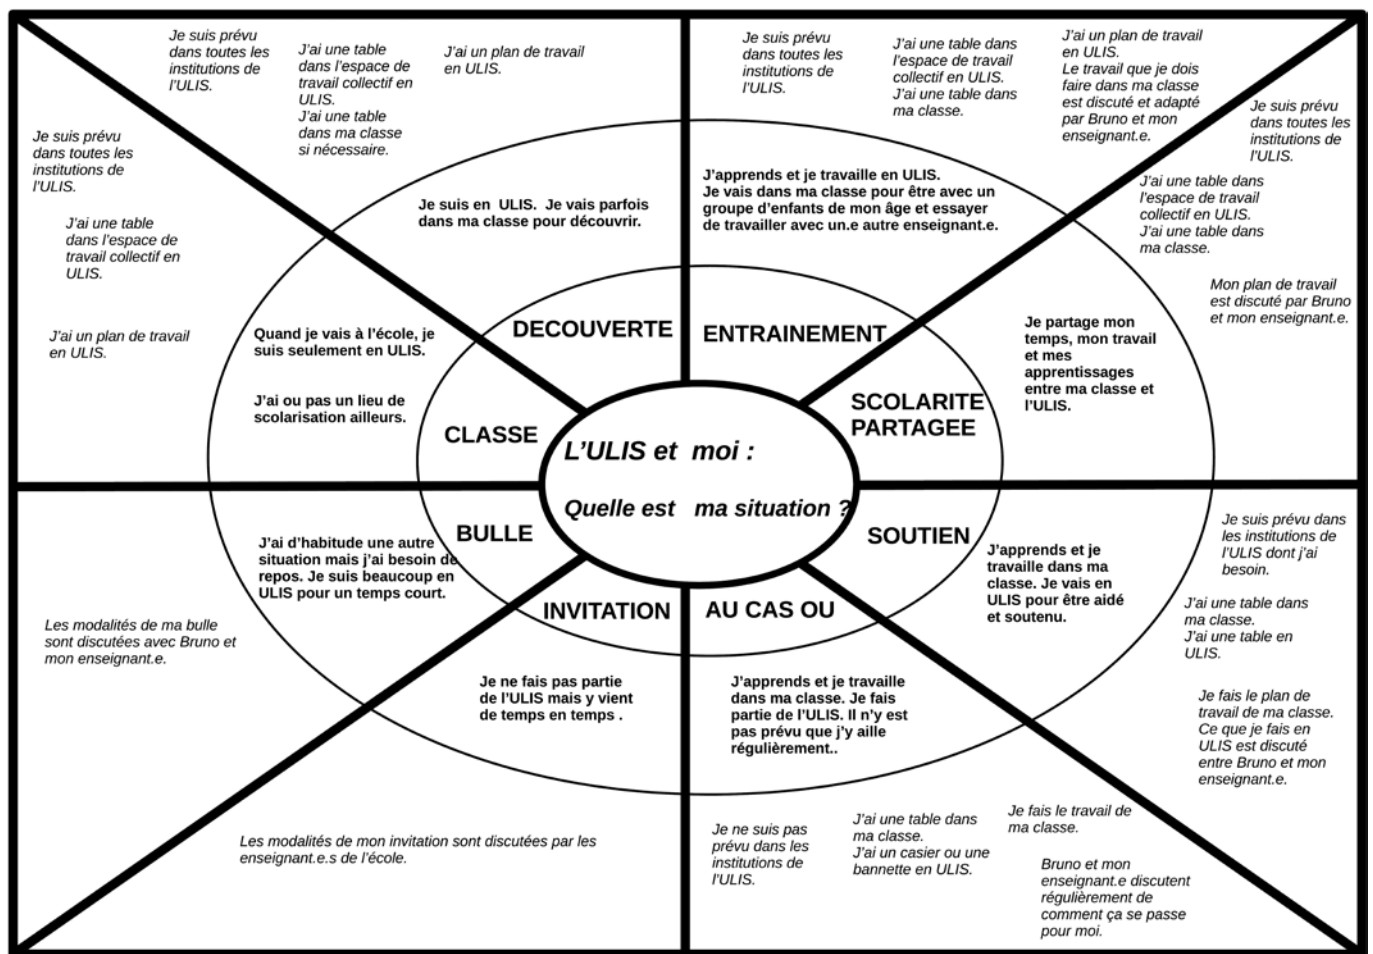 Je suis prévu
dans toutes les
institutions de
l'ULIS.
J'ai une table
dans l'espace de
travail collectif en
ULIS.
J'ai une table
dans ma classe
si nécessaire.
J'ai un plan de travail
en ULIS.
Je suis en  ULIS.  Je vais parfois
dans ma classe pour découvrir.
DECOUVERTE
Je suis prévu
dans toutes les
institutions de
l'ULIS.
J'ai une table dans
l'espace de travail
collectif en ULIS.
J'ai une table dans
ma classe.
J'ai un plan de travail
en ULIS.
Le travail que je dois
faire dans ma classe
est discuté et adapté
par Bruno et mon
enseignant.e.
J'apprends et je travaille en ULIS.
Je vais dans ma classe pour être avec un
groupe d'enfants de mon âge et essayer
de travailler avec un.e autre enseignant.e.
ENTRAINEMENT
Je suis prévu
dans toutes les
institutions de
l'ULIS.
J'ai une table dans
l'espace de travail
collectif en ULIS.
J'ai une table dans
ma classe.
Mon plan de travail
est discuté par Bruno
et mon enseignant.e.
Je partage mon
temps, mon travail
et mes
apprentissages
entre ma classe et
l'ULIS.
SCOLARITE
PARTAGEE
Je suis prévu
dans toutes les
institutions de
l'ULIS.
J'ai une table
dans l'espace de
travail collectif en
ULIS.
J'ai un plan de travail
en ULIS.
Quand je vais à l'école, je
suis seulement en ULIS.
J'ai ou pas un lieu de
scolarisation ailleurs.
CLASSE
L'ULIS et  moi :
Quelle est   ma situation ?
BULLE
J'ai d'habitude une autre
situation mais j'ai besoin de
repos. Je suis beaucoup en
ULIS pour un temps court.
Les modalités de ma bulle
sont discutées avec Bruno et
mon enseignant.e.
SOUTIEN
J'apprends et je
travaille dans ma
classe. Je vais en
ULIS pour être aidé
et soutenu.
Je suis prévu dans
les institutions de
l'ULIS dont j'ai
besoin.
J'ai une table dans
ma classe.
J'ai une table en
ULIS.
Je fais le plan de
travail de ma classe.
Ce que je fais en
ULIS est discuté
entre Bruno et mon
enseignant.e.
INVITATION
Je ne fais pas partie
de l'ULIS mais y vient
de temps en temps .
Les modalités de mon invitation sont discutées par les
enseignant.e.s de l'école.
AU CAS OU
J'apprends et je travaille
dans ma classe. Je fais
partie de l'ULIS. Il n'y est
pas prévu que j'y aille
régulièrement..
Je ne suis pas
prévu dans les
institutions de
l'ULIS.
J'ai une table dans
ma classe.
J'ai un casier ou une
bannette en ULIS.
Je fais le travail de
ma classe.
Bruno et mon
enseignant.e discutent
régulièrement de
comment ça se passe
pour moi.